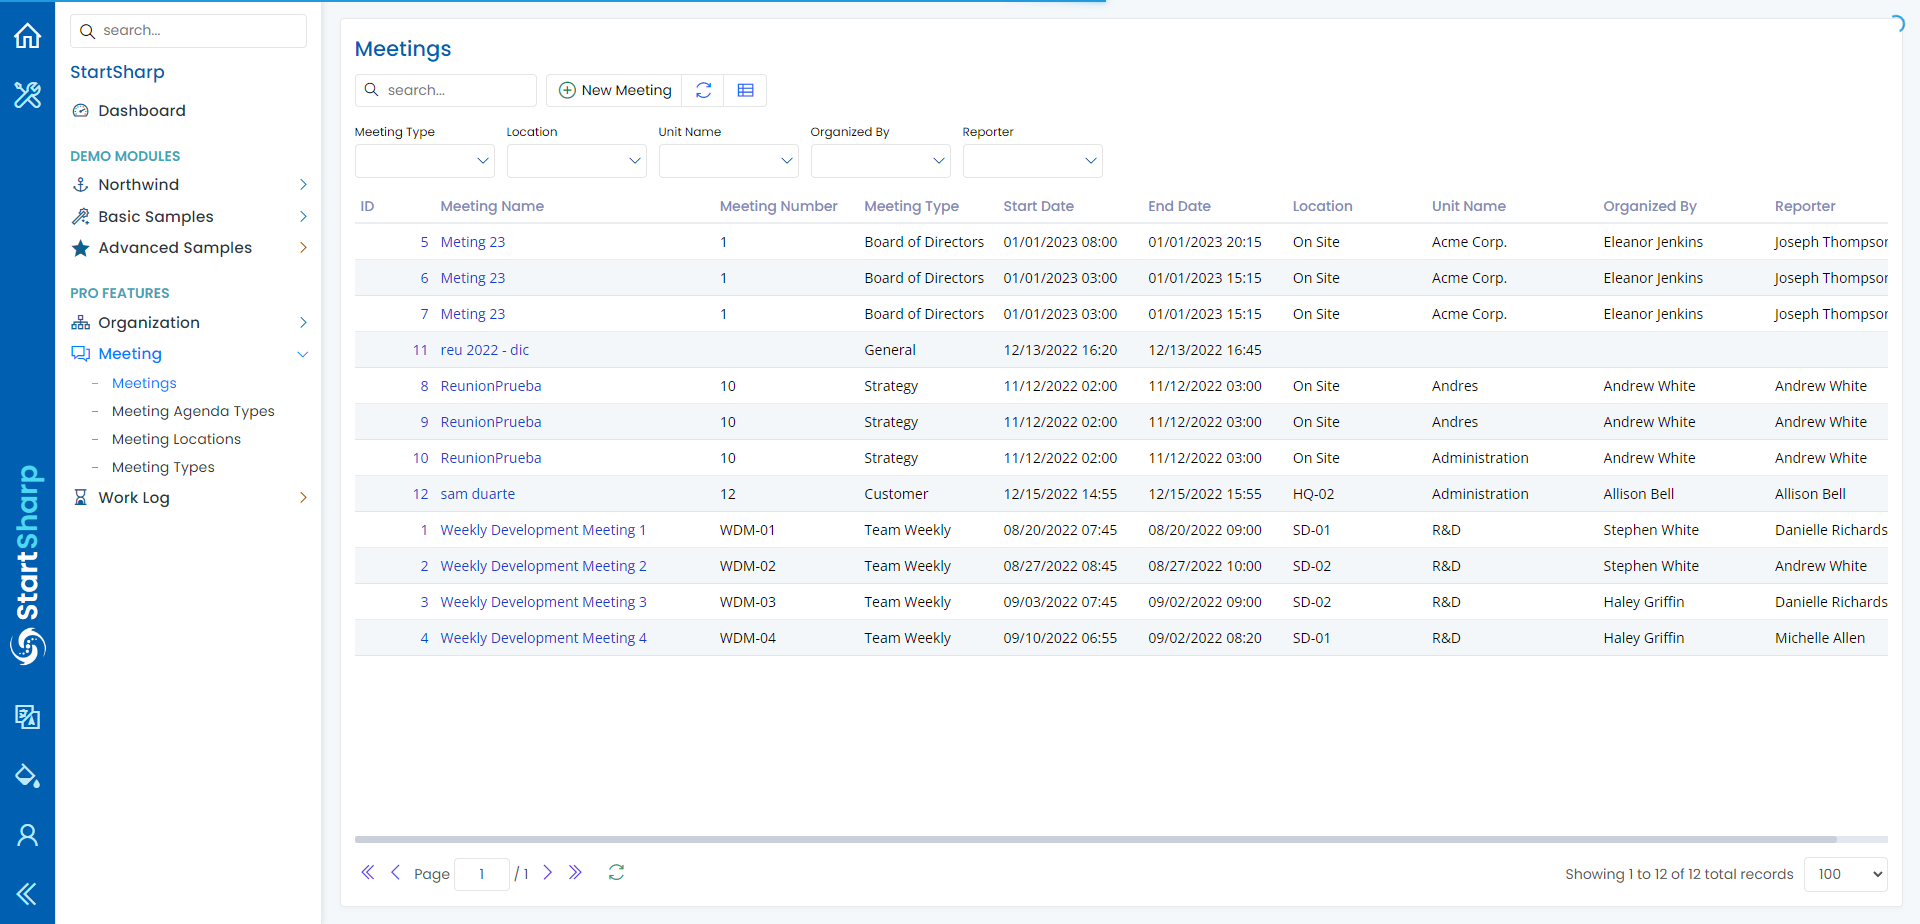 search...
StartSharp
Dashboard
DEMO MODULES
Northwind
Basic Samples
Advanced Samples
PRO FEATURES
Organization
Meeting
Meetings
Meeting Agenda Types
Meeting Locations
Meeting Types
Work Log
StartSharp
Meetings
search...
New Meeting
Meeting Type Location Unit Name Organized By Reporter
ID Meeting Name Meeting Number Meeting Type Start Date End Date Location Unit Name Organized By Reporter
5 Meting 23 1 Board of Directors 01/01/2023 08:00 01/01/2023 20:15 On Site Acme Corp. Eleanor Jenkins Joseph Thompson
6 Meting 23 1 Board of Directors 01/01/2023 03:00 01/01/2023 15:15 On Site Acme Corp. Eleanor Jenkins Joseph Thompson
7 Meting 23 1 Board of Directors 01/01/2023 03:00 01/01/2023 15:15 On Site Acme Corp. Eleanor Jenkins Joseph Thompson
11 reu 2022 - dic General 12/13/2022 16:20 12/13/2022 16:45
8 ReunionPrueba 10 Strategy 11/12/2022 02:00 11/12/2022 03:00 On Site Andres Andrew White Andrew White
9 ReunionPrueba 10 Strategy 11/12/2022 02:00 11/12/2022 03:00 On Site Andres Andrew White Andrew White
10 ReunionPrueba 10 Strategy 11/12/2022 02:00 11/12/2022 03:00 On Site Administration Andrew White Andrew White
12 sam duarte 12 Customer 12/15/2022 14:55 12/15/2022 15:55 HQ-02 Administration Allison Bell Allison Bell
1 Weekly Development Meeting 1 WDM-01 Team Weekly 08/20/2022 07:45 08/20/2022 09:00 SD-01 R&D Stephen White Danielle Richards
2 Weekly Development Meeting 2 WDM-02 Team Weekly 08/27/2022 08:45 08/27/2022 10:00 SD-02 R&D Stephen White Andrew White
3 Weekly Development Meeting 3 WDM-03 Team Weekly 09/03/2022 07:45 09/02/2022 09:00 SD-02 R&D Haley Griffin Danielle Richards
4 Weekly Development Meeting 4 WDM-04 Team Weekly 09/10/2022 06:55 09/02/2022 08:20 SD-01 R&D Haley Griffin Michelle Allen
Page 1 / 1
Showing 1 to 12 of 12 total records 100